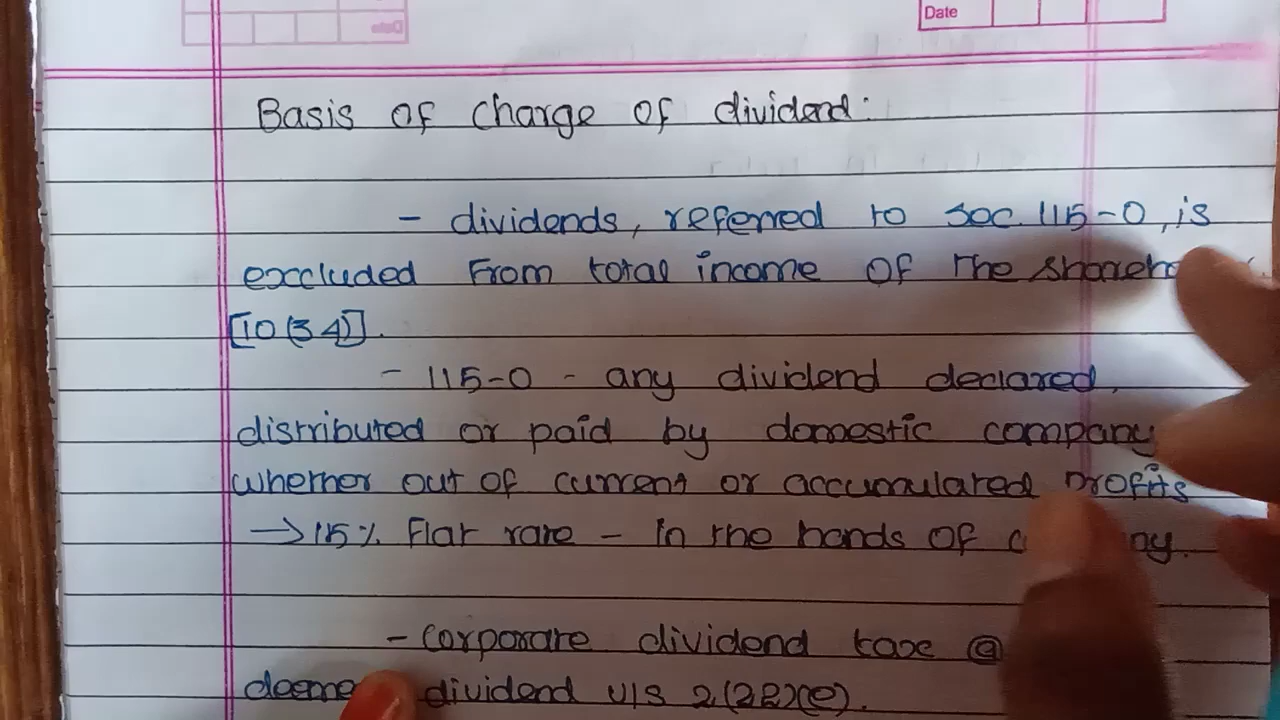 Date
Basis of charge of dividend:
- dividends, referred to sec. 115-O, is
excluded from total income of the
[10(34)].
- 115-O - any dividend declared,
distributed or paid by domestic company
whether out of current or accumulated profits
→ 15% flat rate - in the hands of
- corporate dividend tax @
dividend u/s 2(22)(e).